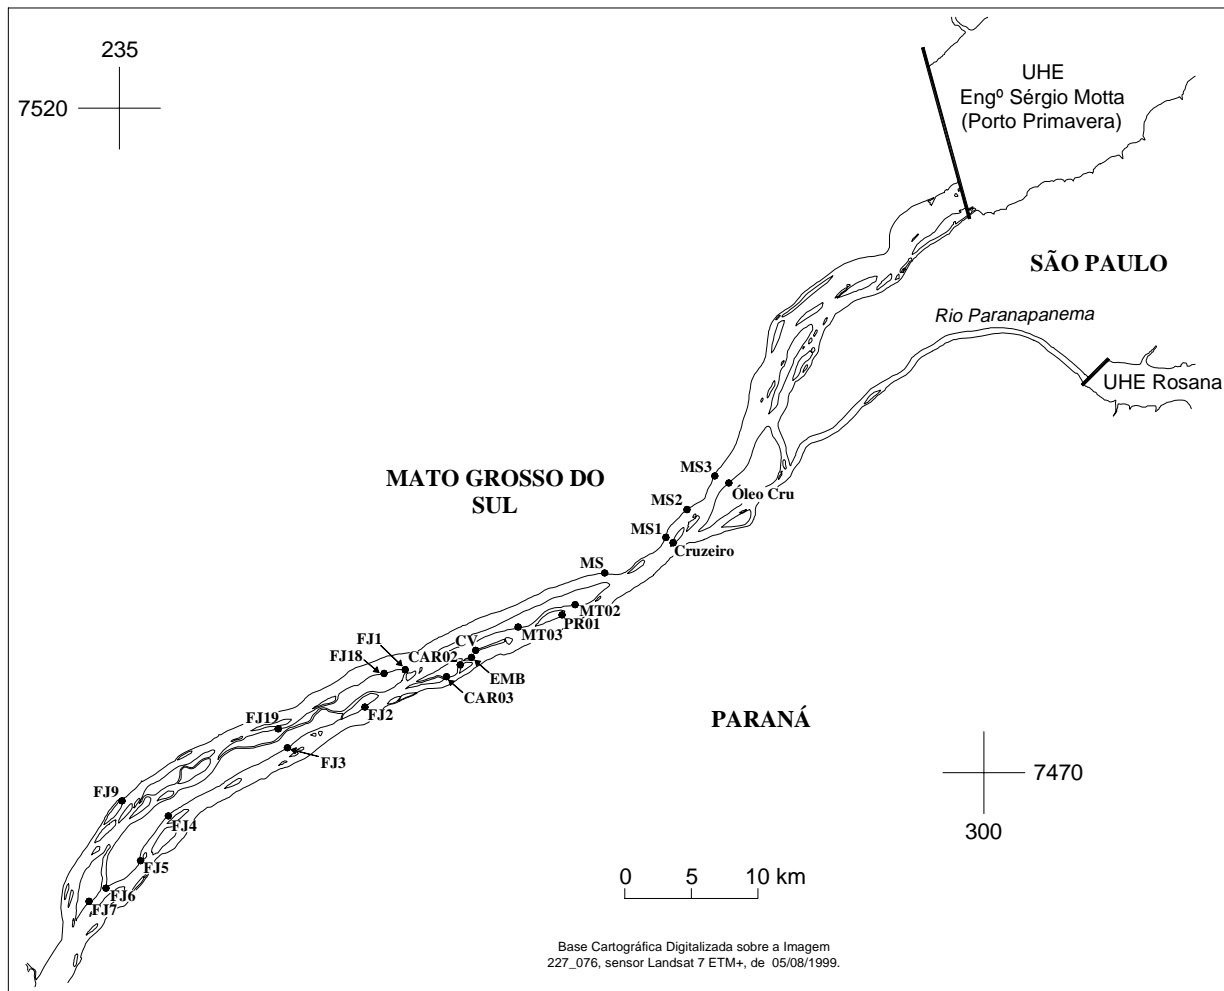 235
7520
UHE
Engº Sérgio Motta
(Porto Primavera)
SÃO PAULO
Rio Paranapanema
UHE Rosana
MATO GROSSO DO
SUL
MS3
Óleo Cru
MS2
MS1
Cruzeiro
MS
MT02
PR01
MT03
CV
FJ1
CAR02
FJ18
EMB
CAR03
FJ2
PARANÁ
FJ19
FJ3
7470
FJ9
FJ4
300
FJ5
0 5 10 km
FJ6
FJ7
Base Cartográfica Digitalizada sobre a Imagem
227_076, sensor Landsat 7 ETM+, de 05/08/1999.